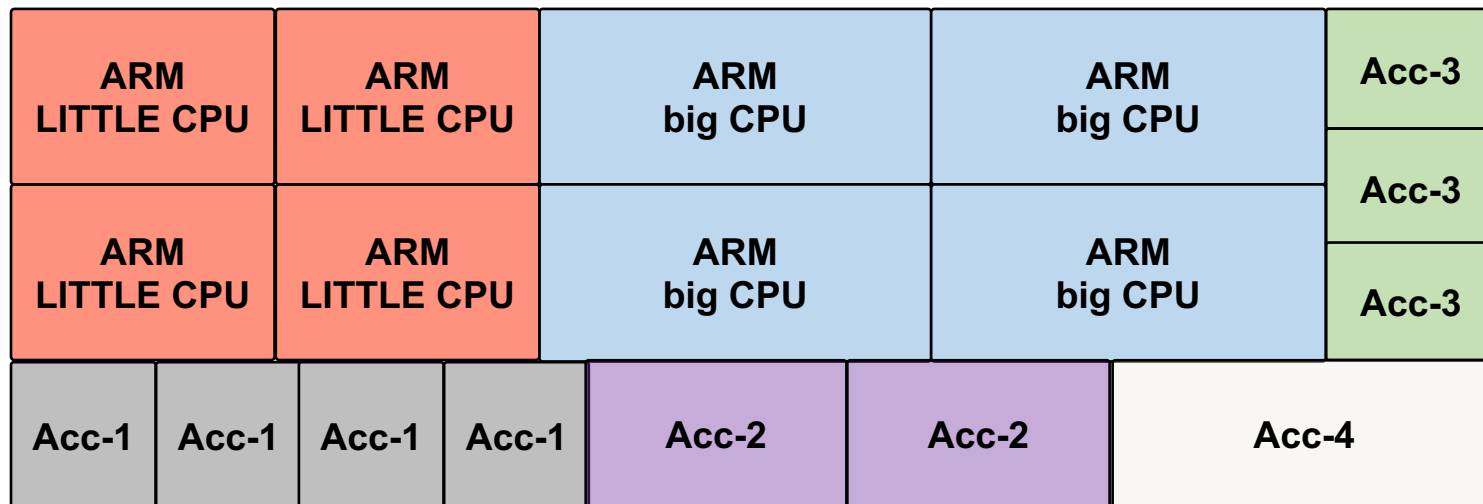 ARM
LITTLE CPU
ARM
LITTLE CPU
ARM
big CPU
ARM
big CPU
Acc-3
Acc-3
ARM
LITTLE CPU
ARM
LITTLE CPU
ARM
big CPU
ARM
big CPU
Acc-3
Acc-1
Acc-1
Acc-1
Acc-1
Acc-2
Acc-2
Acc-4